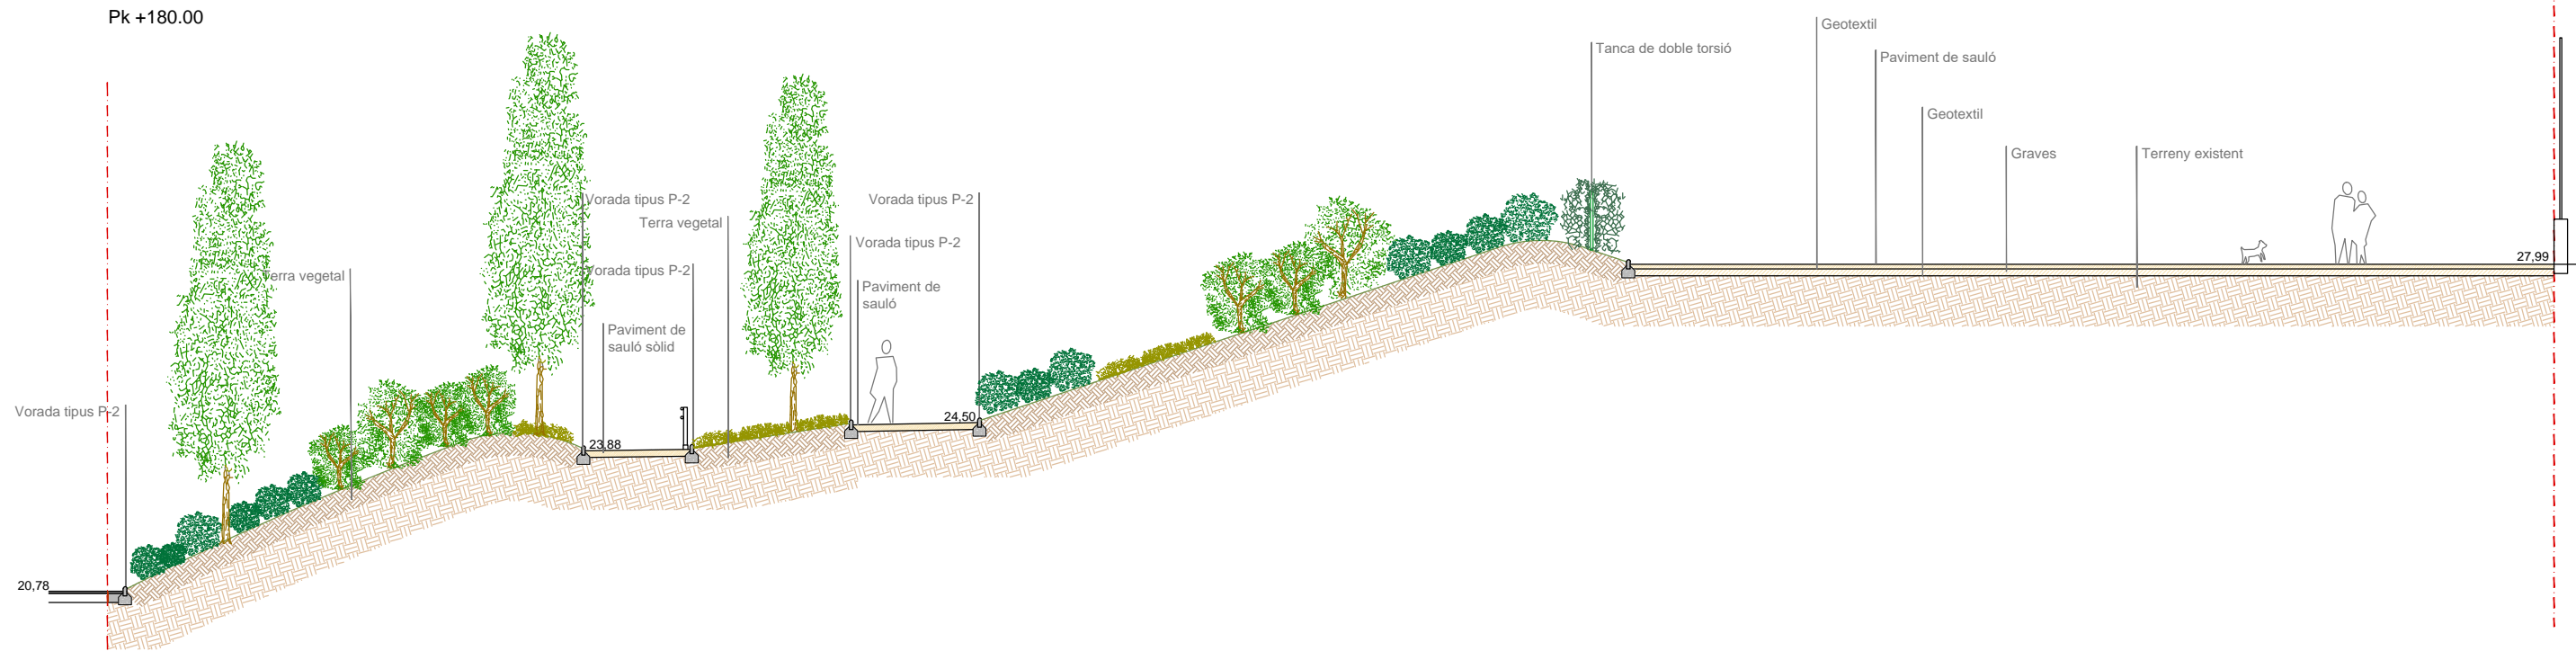 Pk +180.00
Geotextil
Tanca de doble torsió
Paviment de sauló
Geotextil
Graves
Terreny existent
Vorada tipus P-2
Vorada tipus P-2
Terra vegetal
Vorada tipus P-2
27,99
Vorada tipus P-2
Terra vegetal
Paviment de
sauló
Paviment de
sauló sòlid
Vorada tipus P-2
24,50
23,88
20,78